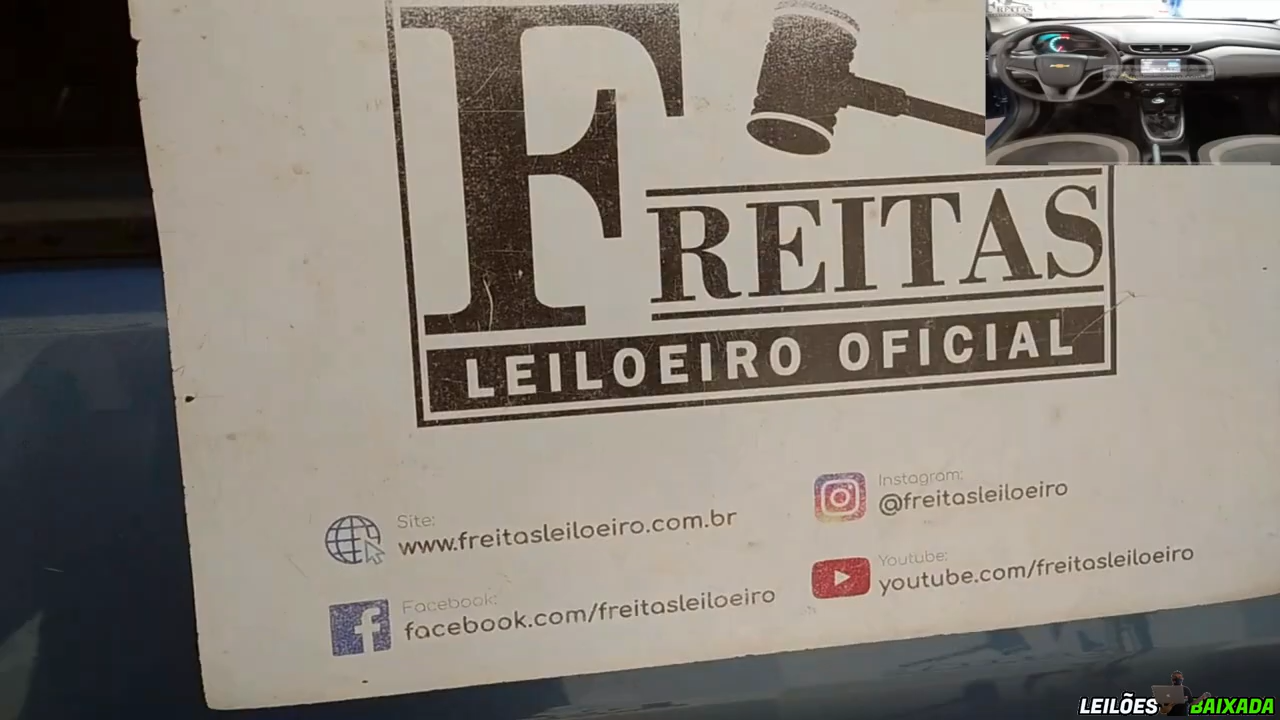 FREITAS
LEILOEIRO OFICIAL
Site:
www.freitasleiloeiro.com.br
Facebook:
facebook.com/freitasleiloeiro
Instagram:
@freitasleiloeiro
Youtube:
youtube.com/freitasleiloeiro
FREITAS
LEILÕES BAIXADA